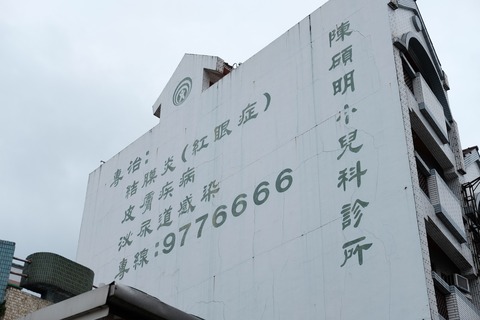 陳碩明小兒科診所
專治:
結膜炎(紅眼症)
皮膚疾病
泌尿道感染
專線:9776666